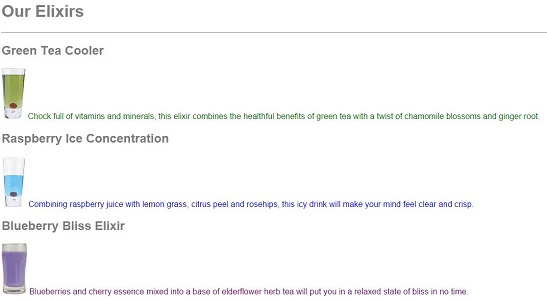 Our Elixirs
Green Tea Cooler
Chock full of vitamins and minerals, this elixir combines the healthful benefits of green tea with a twist of chamomile blossoms and ginger root.
Raspberry Ice Concentration
Combining raspberry juice with lemon grass, citrus peel and rosehips, this icy drink will make your mind feel clear and crisp.
Blueberry Bliss Elixir
Blueberries and cherry essence mixed into a base of elderflower herb tea will put you in a relaxed state of bliss in no time.